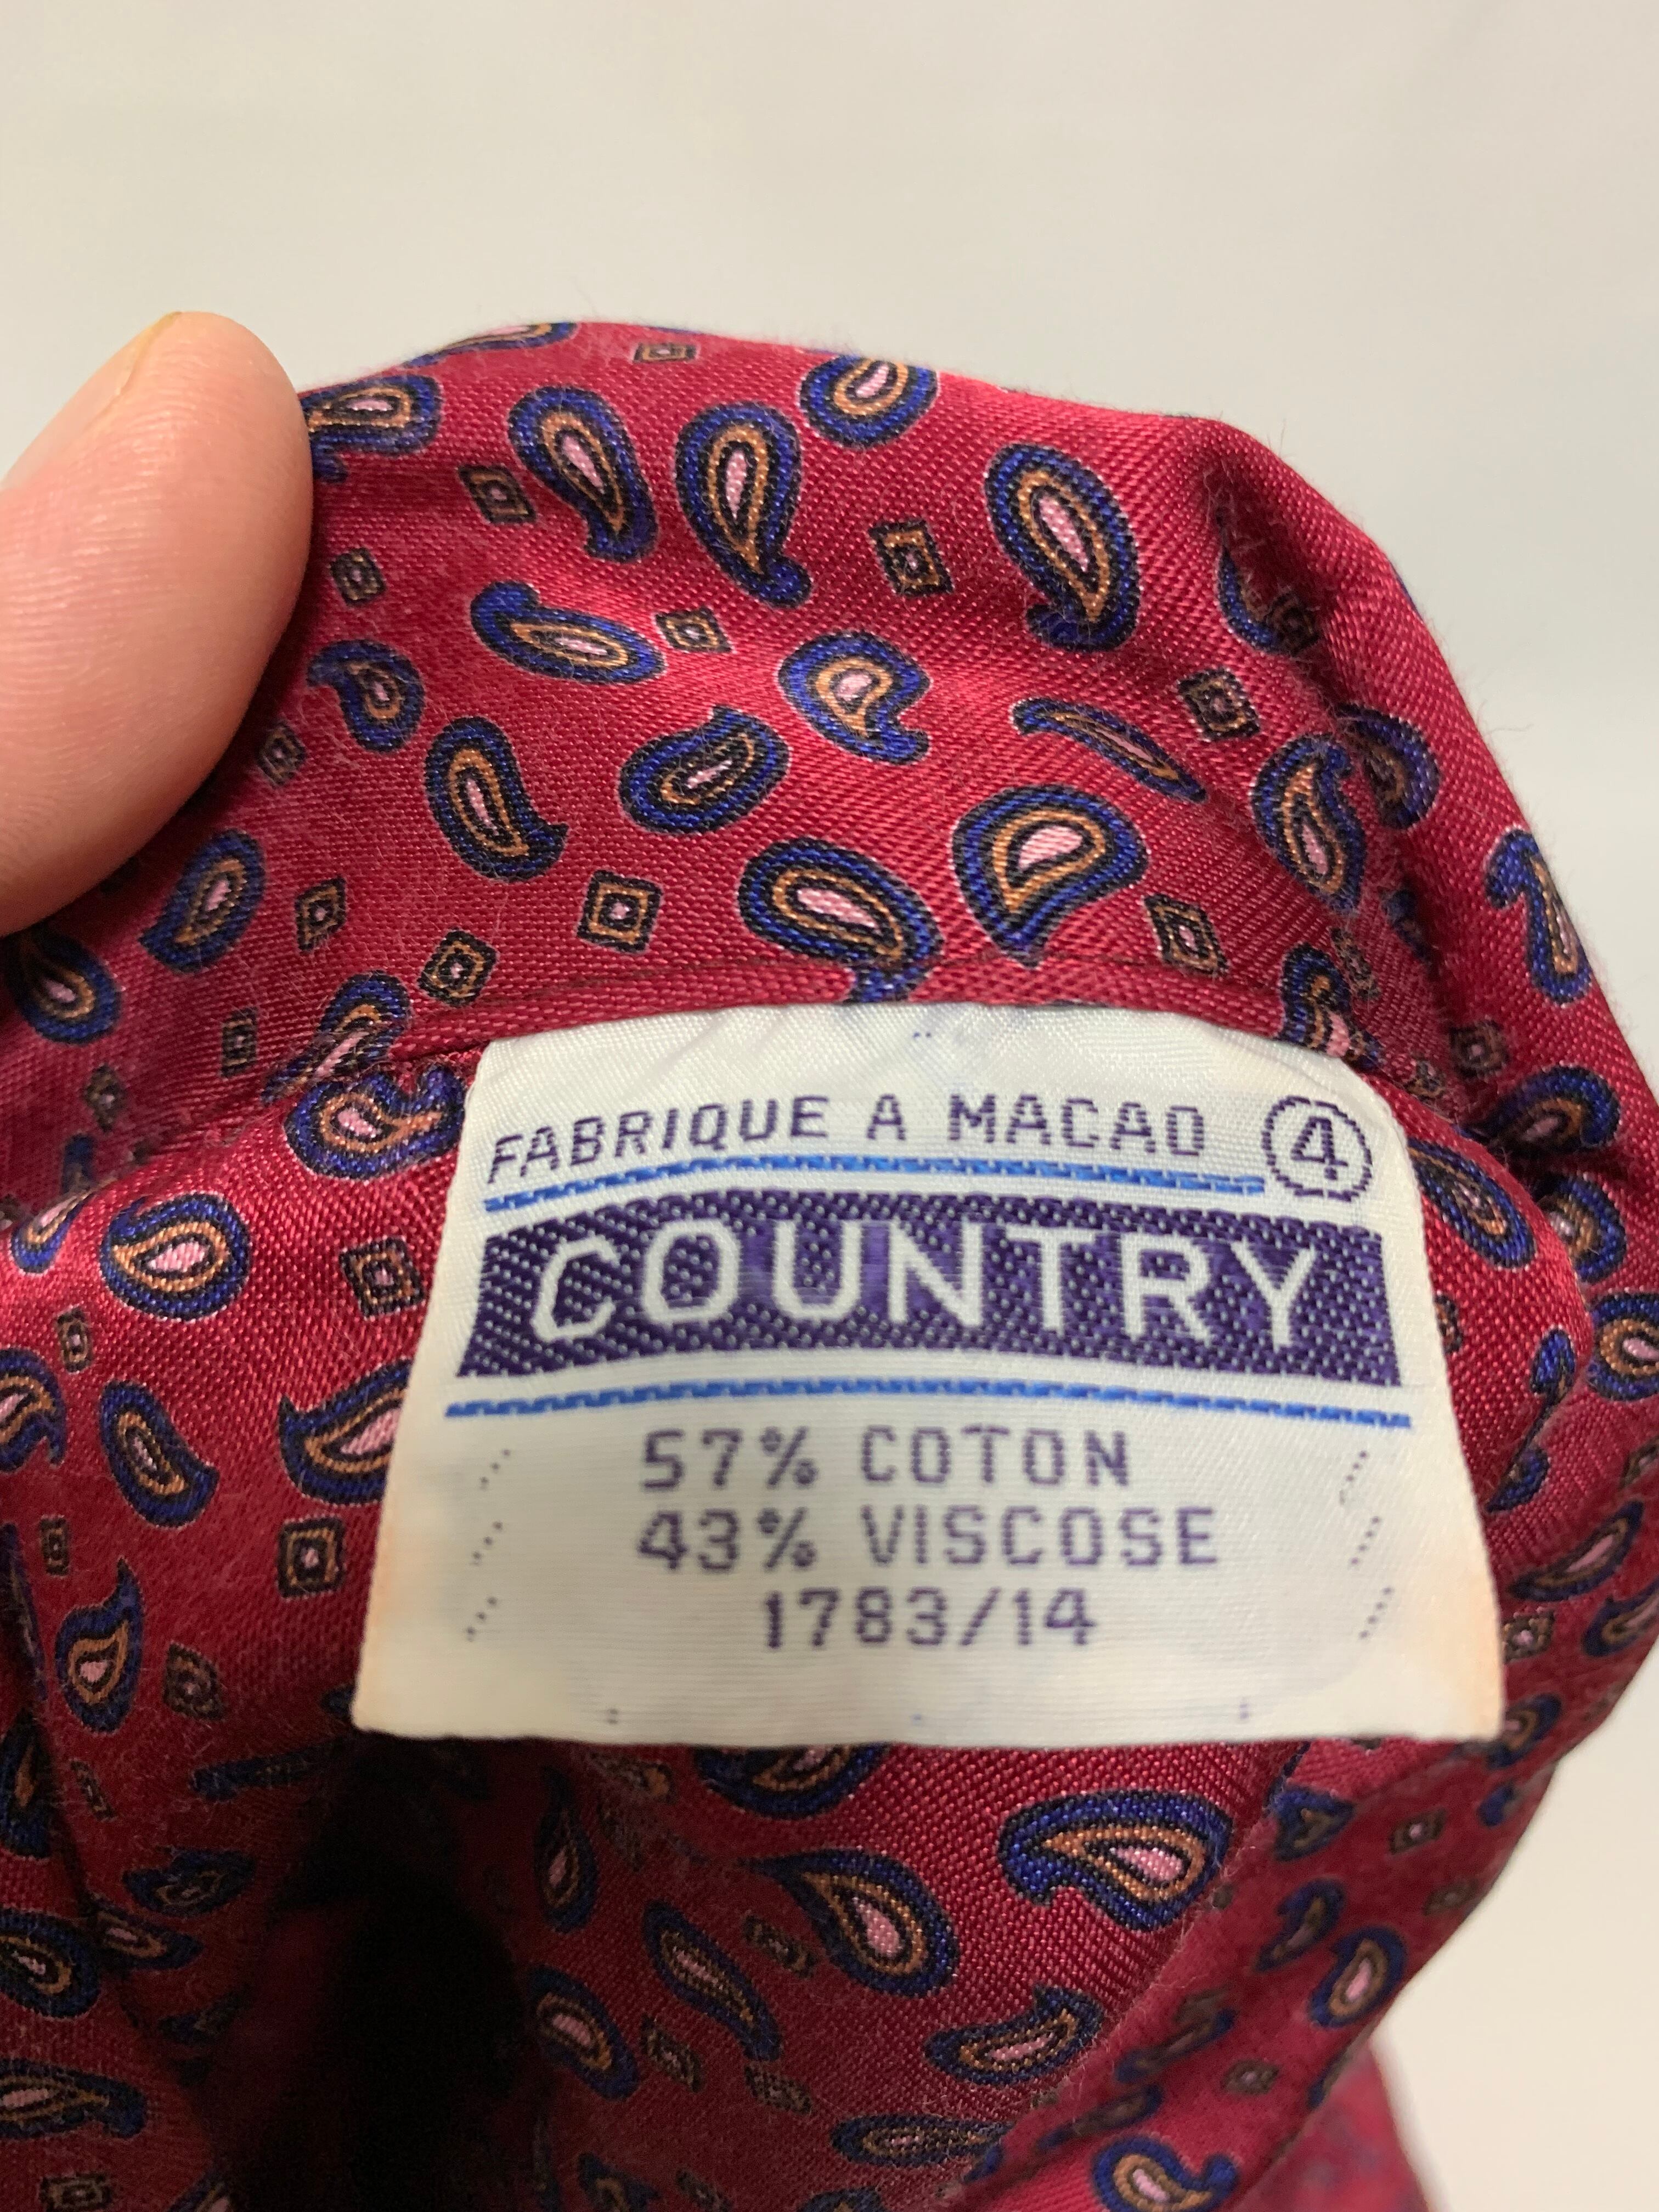 FABRIQUE A MACAO 4
COUNTRY
57% COTON
43% VISCOSE
1783/14